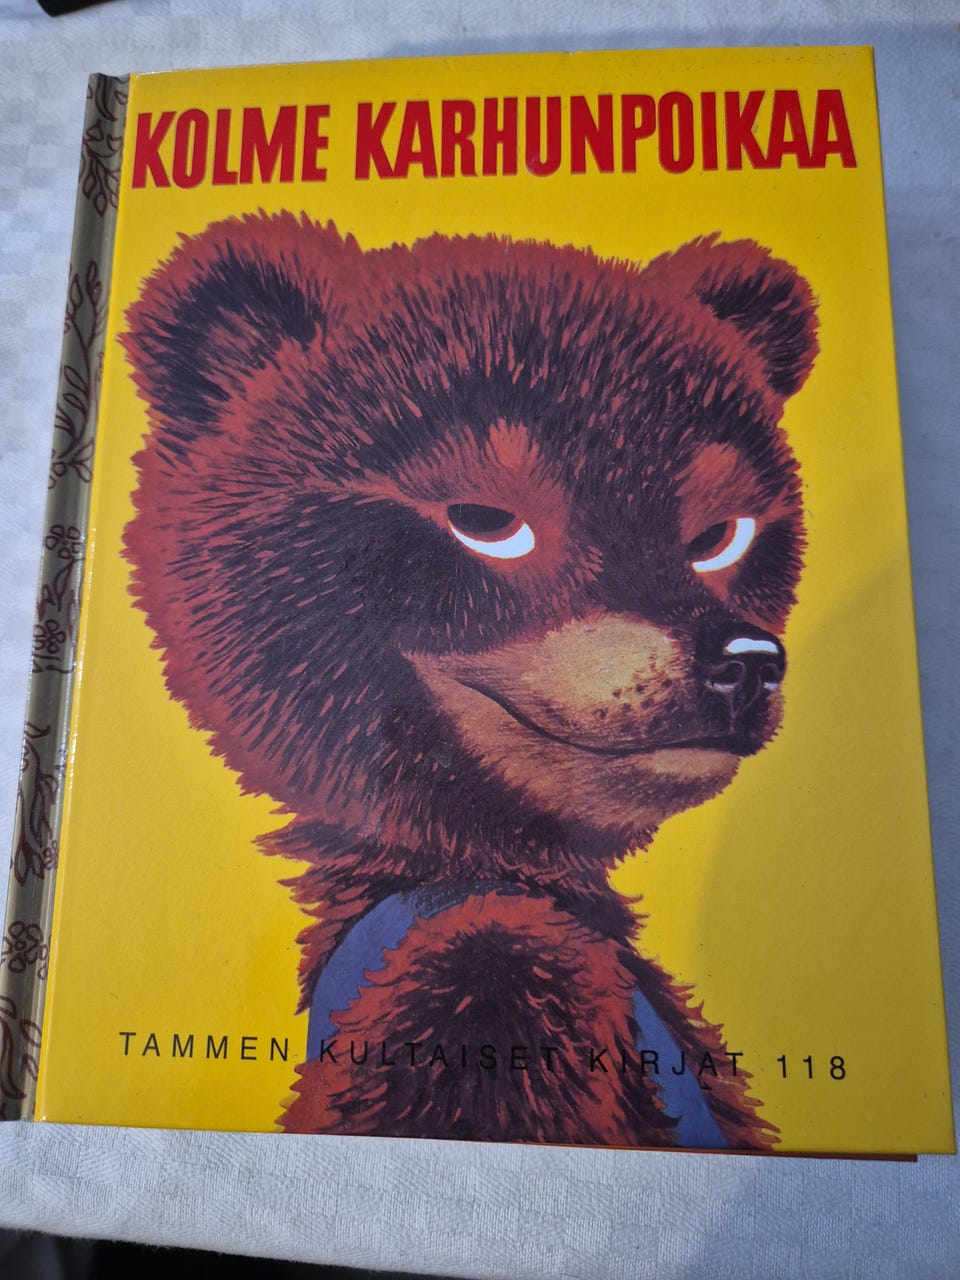 KOLME KARHUNPOIKAA
TAMMEN KULTAISET KIRJAT 118